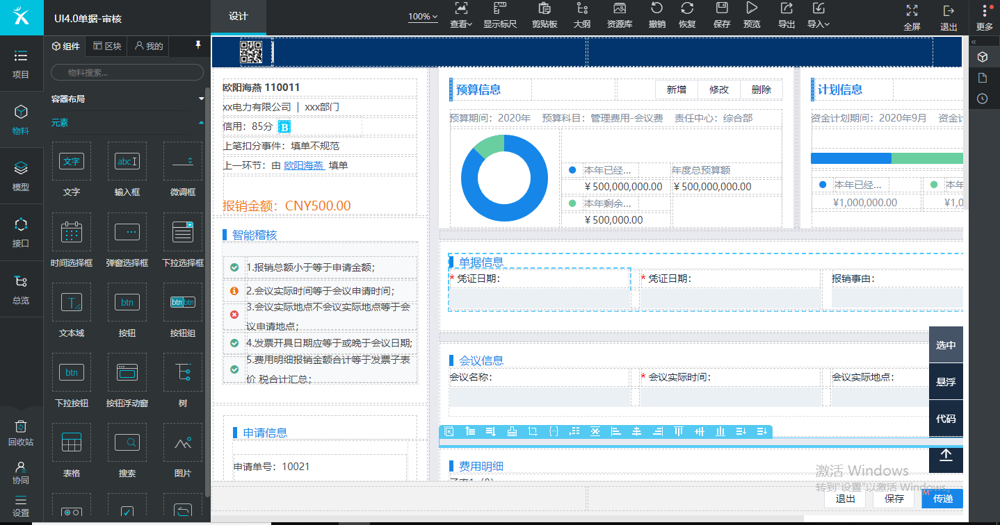 UI4.0单据-审核
设计
100%
查看
显示标尺
剪贴板
大纲
资源库
撤销
恢复
保存
预览
导出
导入
全屏
退出
更多
项目
物料
模型
接口
总览
回收站
协同
设置
组件
区块
我的
物料搜索...
容器布局
元素
文字
abc
文字
输入框
微调框
时间选择框
弹窗选择框
下拉选择框
btn
btn btn
文本域
按钮
按钮组
btn
下拉按钮
按钮浮动窗
树
表格
搜索
图片
欧阳海燕 110011
xx电力有限公司 | xxx部门
信用：85分 B
上笔扣分事件：填单不规范
上一环节：由 欧阳海燕 填单
报销金额：CNY500.00
智能稽核
1.报销总额小于等于申请金额；
2.会议实际时间等于会议申请时间；
3.会议实际地点不会议实际地点等于会
议申请地点；
4.发票开具日期应等于或晚于会议日期;
5.费用明细报销金额合计等于发票子表
价 税合计汇总；
申请信息
申请单号：10021
预算信息
新增
修改
删除
预算期间：2020年 预算科目：管理费用-会议费 责任中心：综合部
本年已经...
年度总预算额
¥ 500,000,000.00
¥ 500,000,000.00
本年剩余...
¥ 500,000.00
计划信息
资金计划期间：2020年9月 资金计
本年已经...
本年
¥1,000,000.00
¥1,0
单据信息
* 凭证日期：
* 凭证日期：
报销事由：
会议信息
会议名称：
* 会议实际时间：
会议实际地点：
选中
悬浮
代码
费用明细
激活 Windows
转到"设置"以激活 Windows。
退出
保存
传递